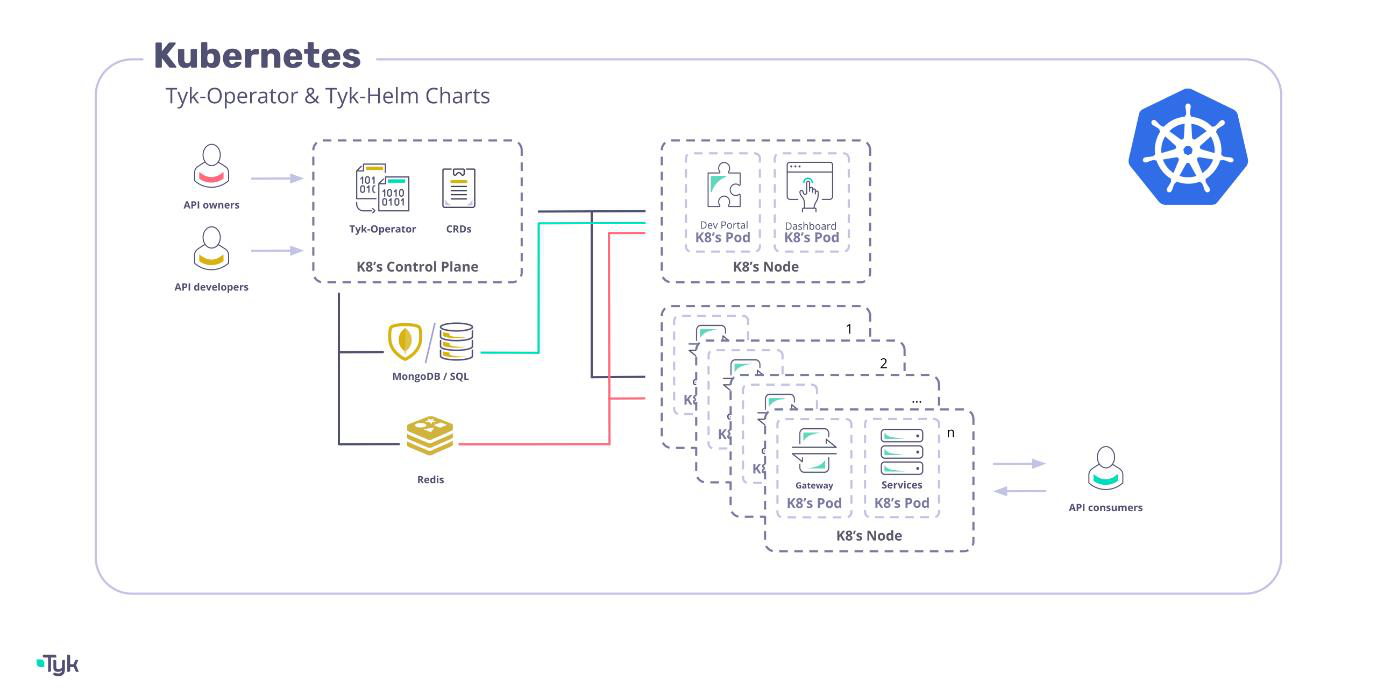 Kubernetes
Tyk-Operator & Tyk-Helm Charts
API owners
API developers
101
010
1010
0101
Tyk-Operator
CRDs
K8's Control Plane
MongoDB / SQL
Redis
Dev Portal
K8's Pod
Dashboard
K8's Pod
K8's Node
1
2
...
n
Gateway
K8's Pod
Services
K8's Pod
K8's Node
API consumers
Tyk